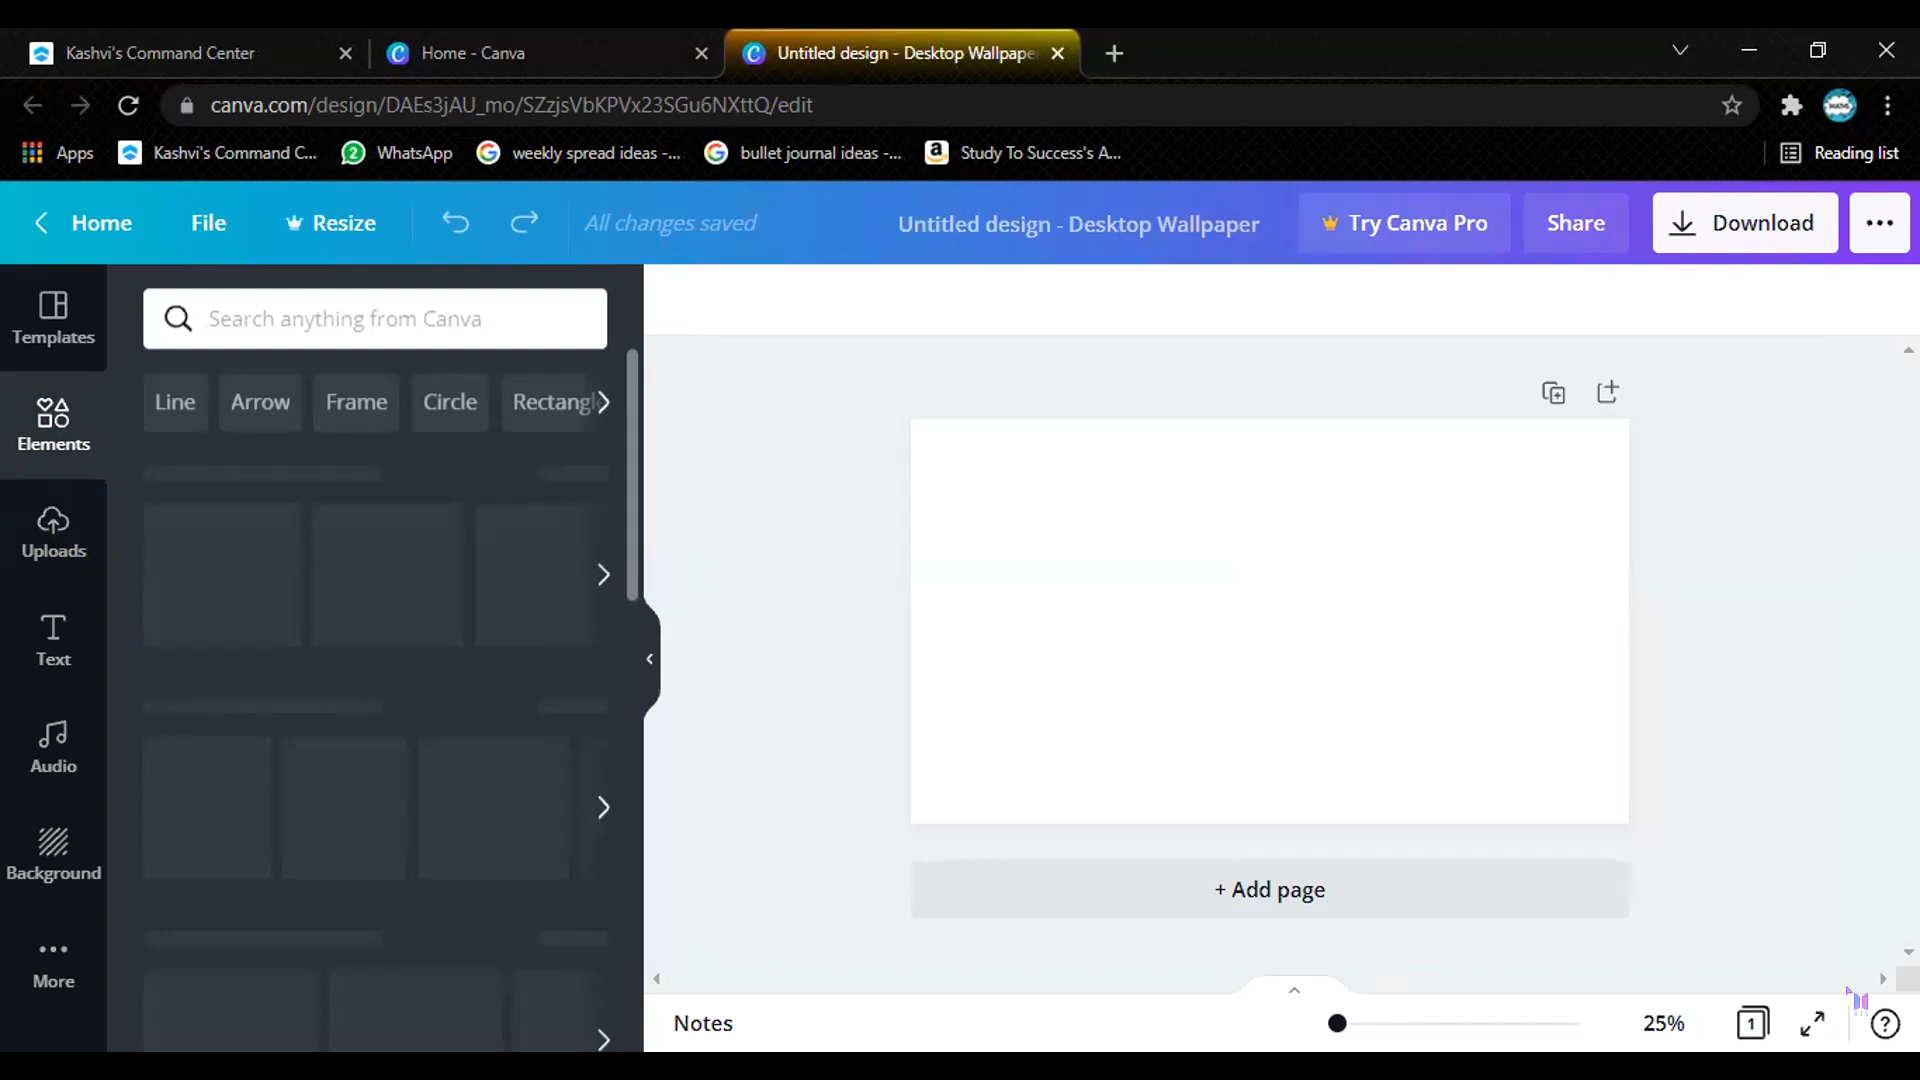 Kashvi's Command Center
Home - Canva
Untitled design - Desktop Wallpape
canva.com/design/DAEs3jAU_mo/SZzjsVbKPVx23SGu6NXttQ/edit
Apps
Kashvi's Command C...
2
WhatsApp
weekly spread ideas -...
bullet journal ideas -...
Study To Success's A...
Reading list
Home
File
Resize
All changes saved
Untitled design - Desktop Wallpaper
Try Canva Pro
Share
Download
Templates
Elements
Uploads
Text
Audio
Background
More
Search anything from Canva
Line
Arrow
Frame
Circle
Rectangle
+ Add page
Notes
25%
1